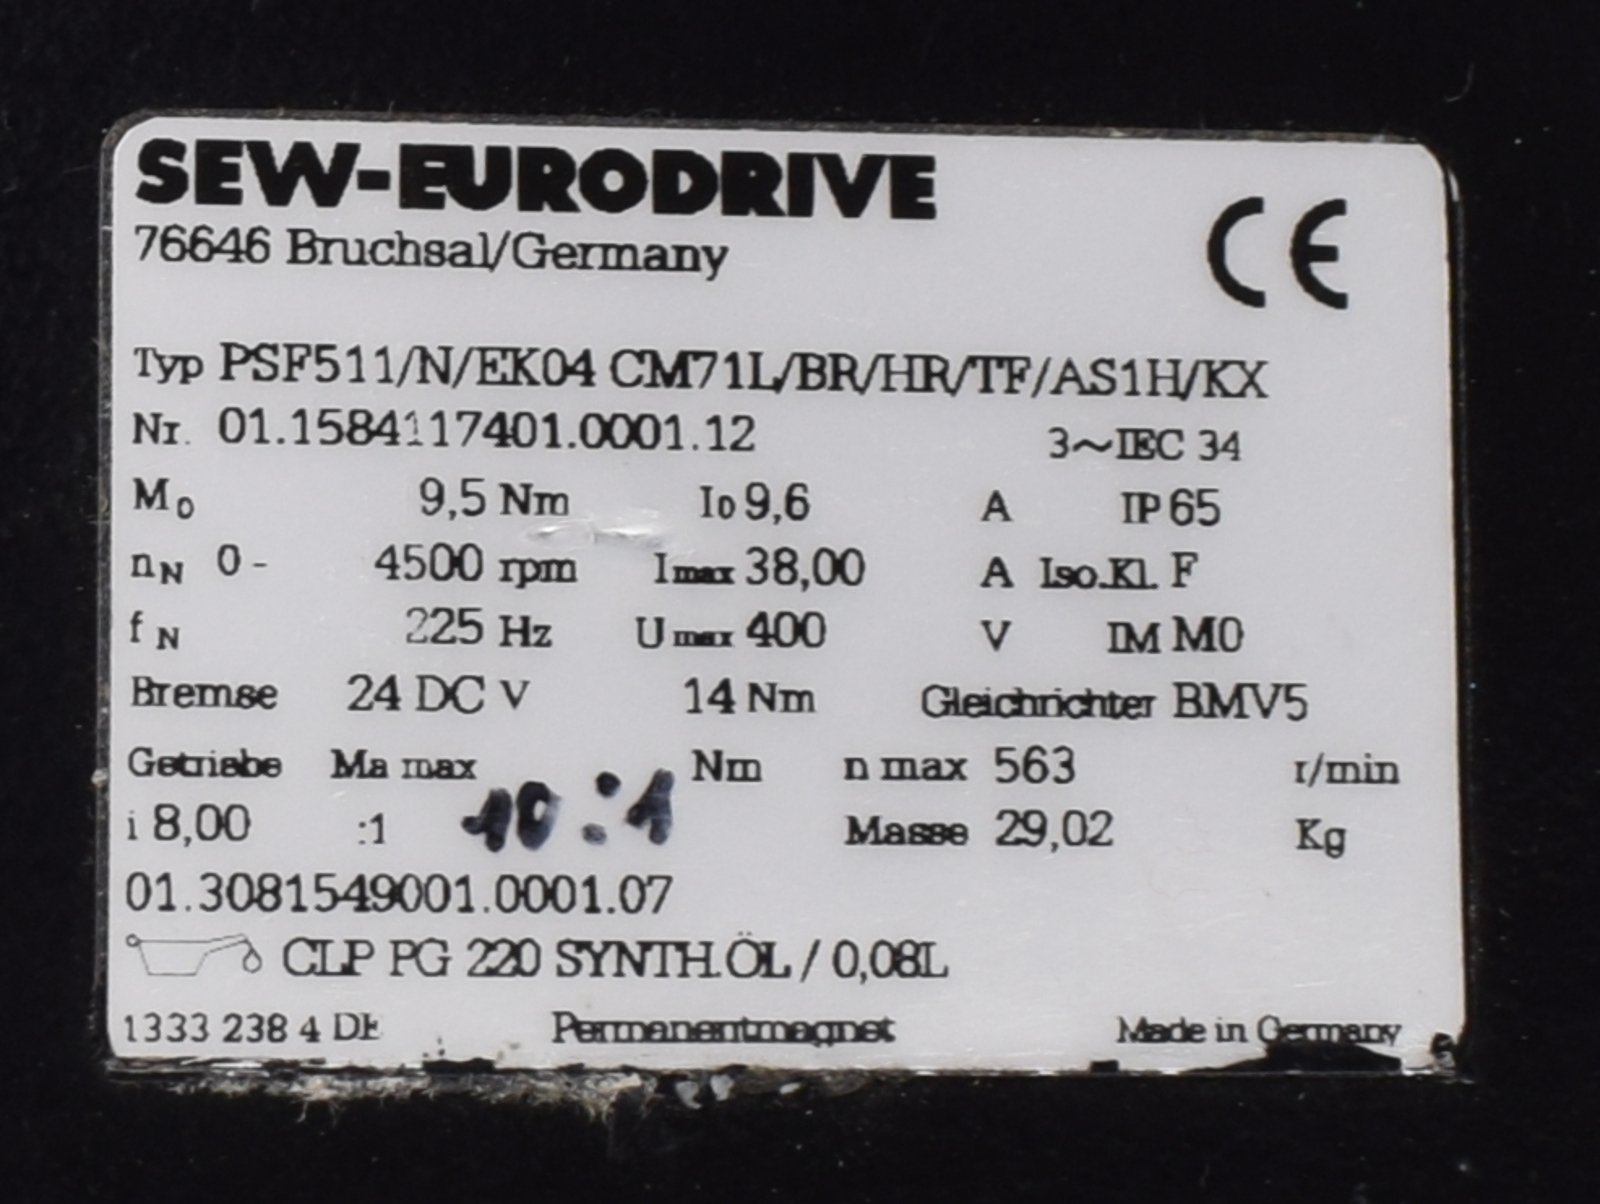 SEW-EURODRIVE
76646 Bruchsal/Germany
CE
Typ PSF511/N/EK04 CM71L/BR/HR/TF/AS1H/KX
Nr. 01.1584117401.0001.12 3~IEC 34
M0 9,5 Nm I0 9,6 A IP 65
nN 0- 4500 rpm Imax 38,00 A Iso.Kl. F
fN 225 Hz Umax 400 V IM M0
Bremse 24 DC V 14 Nm Gleichrichter BMV5
Getriebe Ma max Nm n max 563 r/min
i 8,00 :1 10:1 Masse 29,02 Kg
01.3081549001.0001.07
CLP PG 220 SYNTH.ÖL / 0,08L
1333 238 4 DE Permanentmagnet Made in Germany